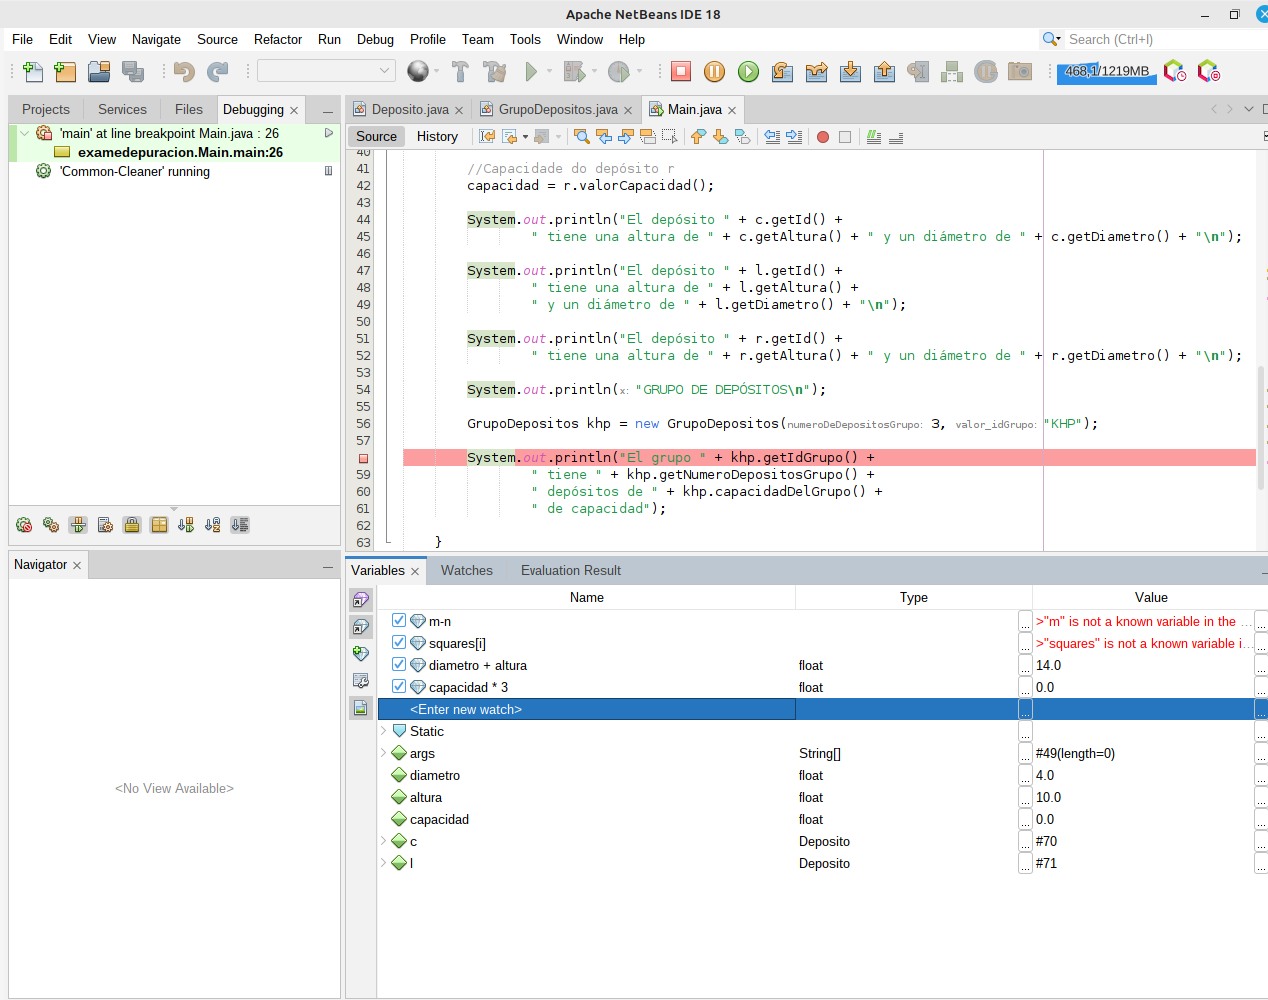 Apache NetBeans IDE 18
File Edit View Navigate Source Refactor Run Debug Profile Team Tools Window Help
Search (Ctrl+I)
468,1/1219MB
Projects Services Files Debugging
Deposito.java GrupoDepositos.java Main.java
'main' at line breakpoint Main.java : 26
examedepuracion.Main.main:26
'Common-Cleaner' running
Source History
40
41 //Capacidade do depósito r
42 capacidad = r.valorCapacidad();
43
44 System.out.println("El depósito " + c.getId() +
45 " tiene una altura de " + c.getAltura() + " y un diámetro de " + c.getDiametro() + "\n");
46
47 System.out.println("El depósito " + l.getId() +
48 " tiene una altura de " + l.getAltura() +
49 " y un diámetro de " + l.getDiametro() + "\n");
50
51 System.out.println("El depósito " + r.getId() +
52 " tiene una altura de " + r.getAltura() + " y un diámetro de " + r.getDiametro() + "\n");
53
54 System.out.println(x: "GRUPO DE DEPÓSITOS\n");
55
56 GrupoDepositos khp = new GrupoDepositos(numeroDeDepositosGrupo: 3, valor_idGrupo: "KHP");
57
System.out.println("El grupo " + khp.getIdGrupo() +
59 " tiene " + khp.getNumeroDepositosGrupo() +
60 " depósitos de " + khp.capacidadDelGrupo() +
61 " de capacidad");
62
63 }
Navigator
<No View Available>
Variables Watches Evaluation Result
Name Type Value
m-n ... >"m" is not a known variable in the ... ...
squares[i] ... >"squares" is not a known variable i... ...
diametro + altura float ... 14.0 ...
capacidad * 3 float ... 0.0 ...
<Enter new watch> ... ...
Static ... ...
args String[] ... #49(length=0) ...
diametro float ... 4.0 ...
altura float ... 10.0 ...
capacidad float ... 0.0 ...
c Deposito ... #70 ...
l Deposito ... #71 ...